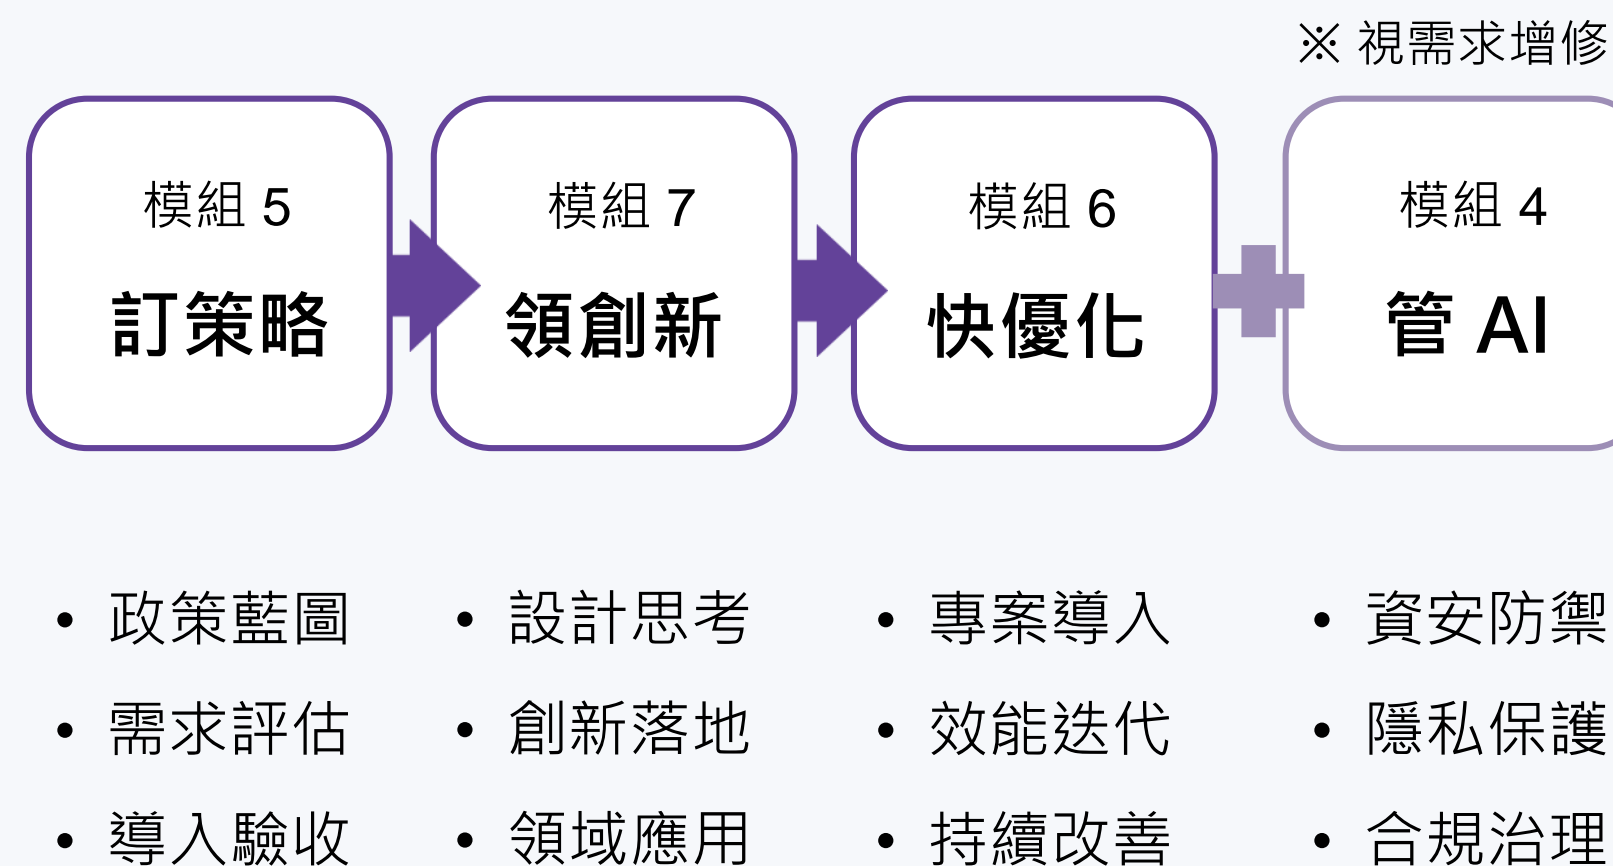 ※ 視需求增修
模組 5
訂策略
模組 7
領創新
模組 6
快優化
模組 4
管 AI
• 政策藍圖
• 需求評估
• 導入驗收
• 設計思考
• 創新落地
• 領域應用
• 專案導入
• 效能迭代
• 持續改善
• 資安防禦
• 隱私保護
• 合規治理